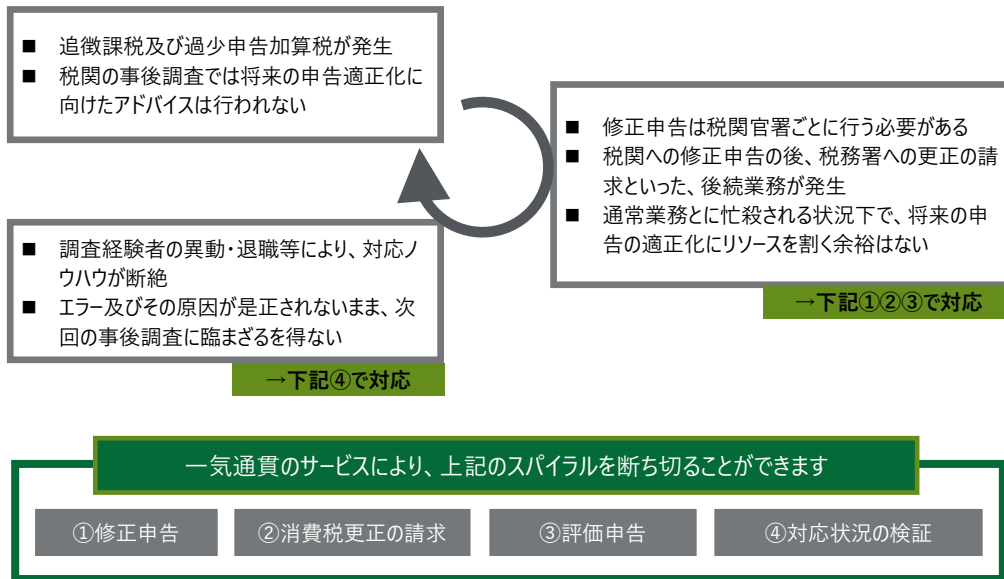 ■ 追徴課税及び過少申告加算税が発生
■ 税関の事後調査では将来の申告適正化に
向けたアドバイスは行われない
■ 修正申告は税関官署ごとに行う必要がある
■ 税関への修正申告の後、税務署への更正の請
求といった、後続業務が発生
■ 通常業務とに忙殺される状況下で、将来の申
告の適正化にリソースを割く余裕はない
→下記①②③で対応
■ 調査経験者の異動・退職等により、対応ノ
ウハウが断絶
■ エラー及びその原因が是正されないまま、次
回の事後調査に臨まざるを得ない
→下記④で対応
一気通貫のサービスにより、上記のスパイラルを断ち切ることができます
①修正申告
②消費税更正の請求
③評価申告
④対応状況の検証